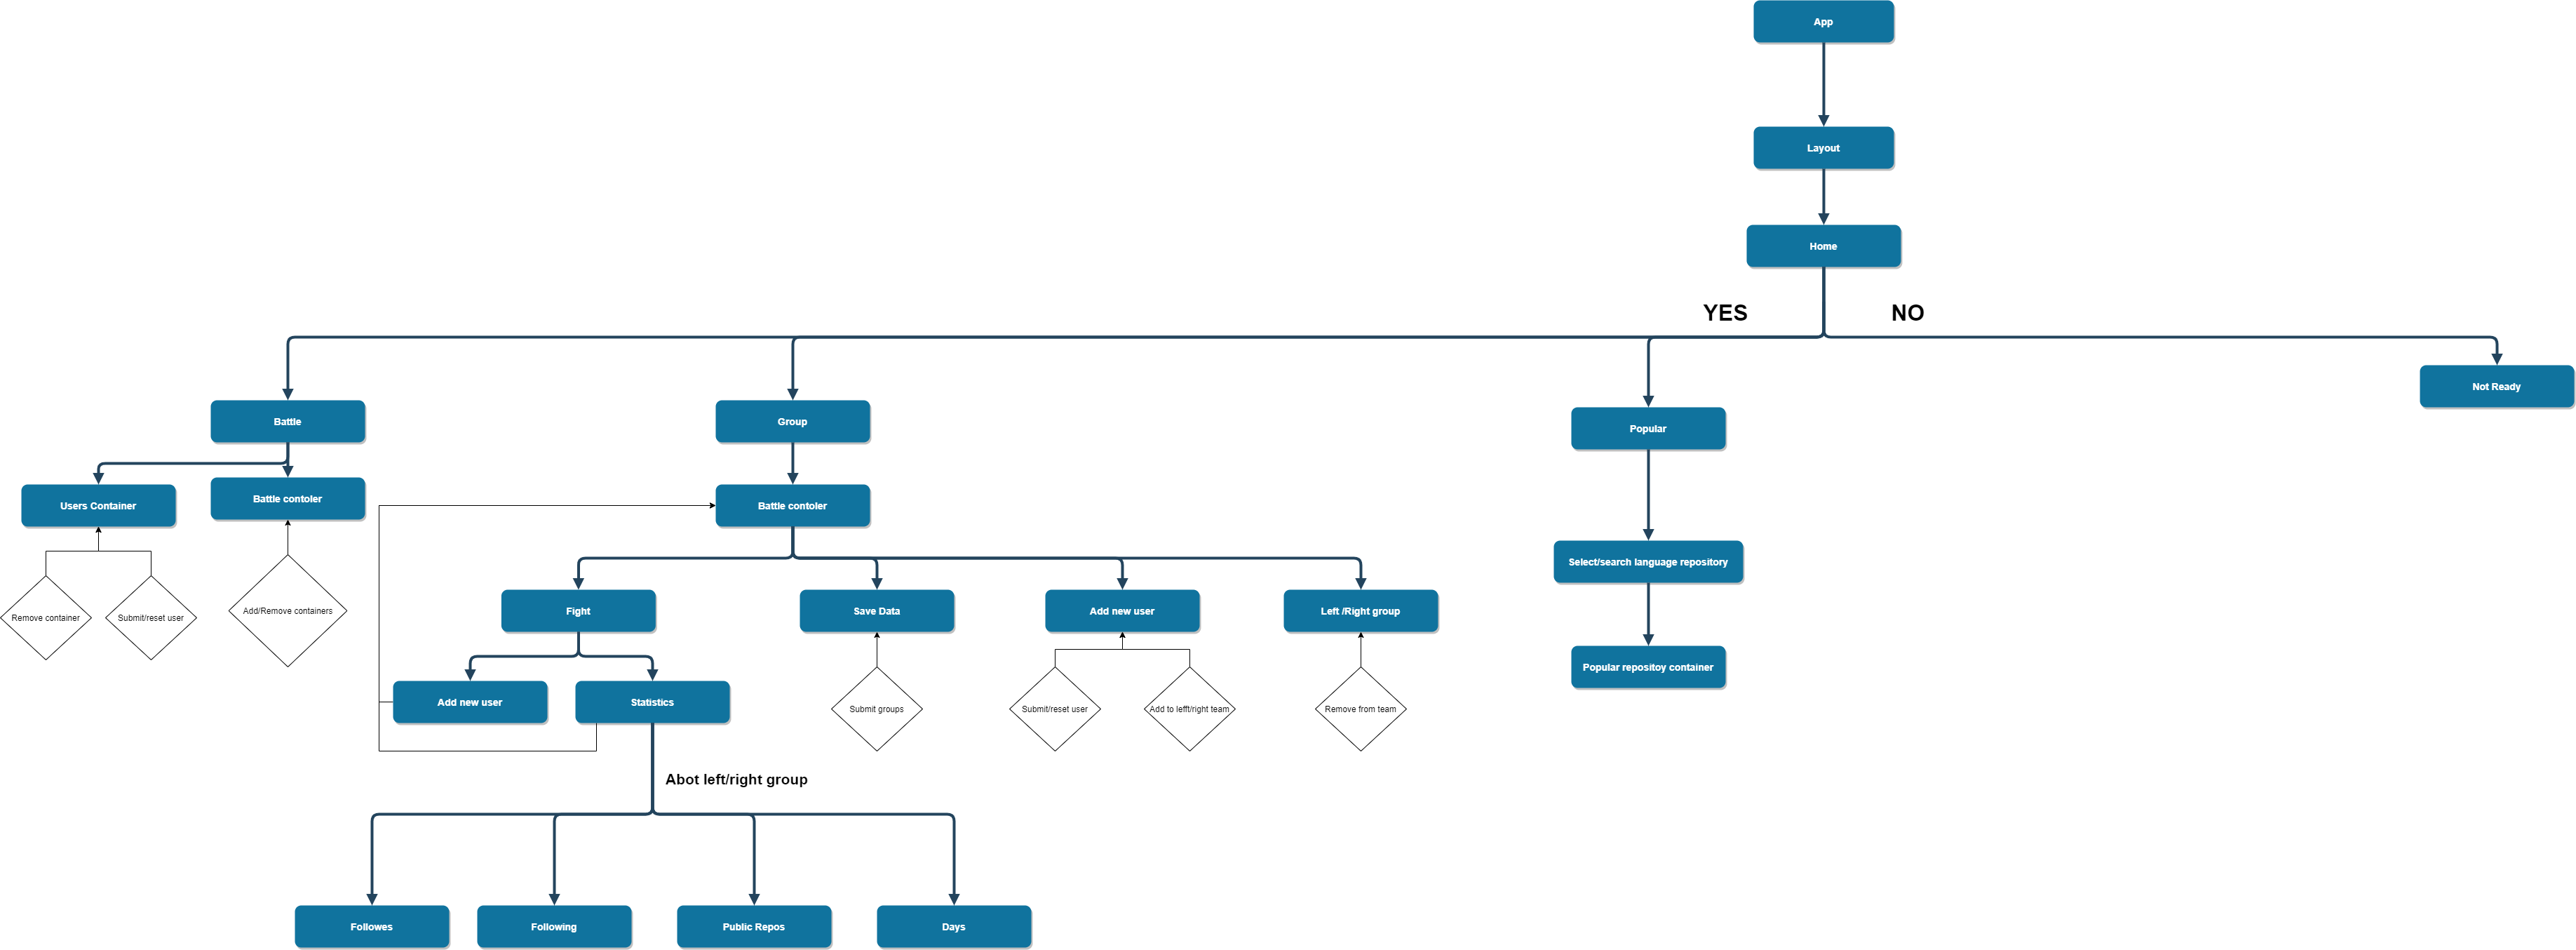 App
Layout
Home
YES
NO
Not Ready
Battle
Group
Popular
Users Container
Battle contoler
Battle contoler
Select/search language repository
Remove container
Submit/reset user
Add/Remove containers
Fight
Save Data
Add new user
Left /Right group
Popular repositoy container
Add new user
Statistics
Submit groups
Submit/reset user
Add to lefft/right team
Remove from team
Abot left/right group
Followes
Following
Public Repos
Days